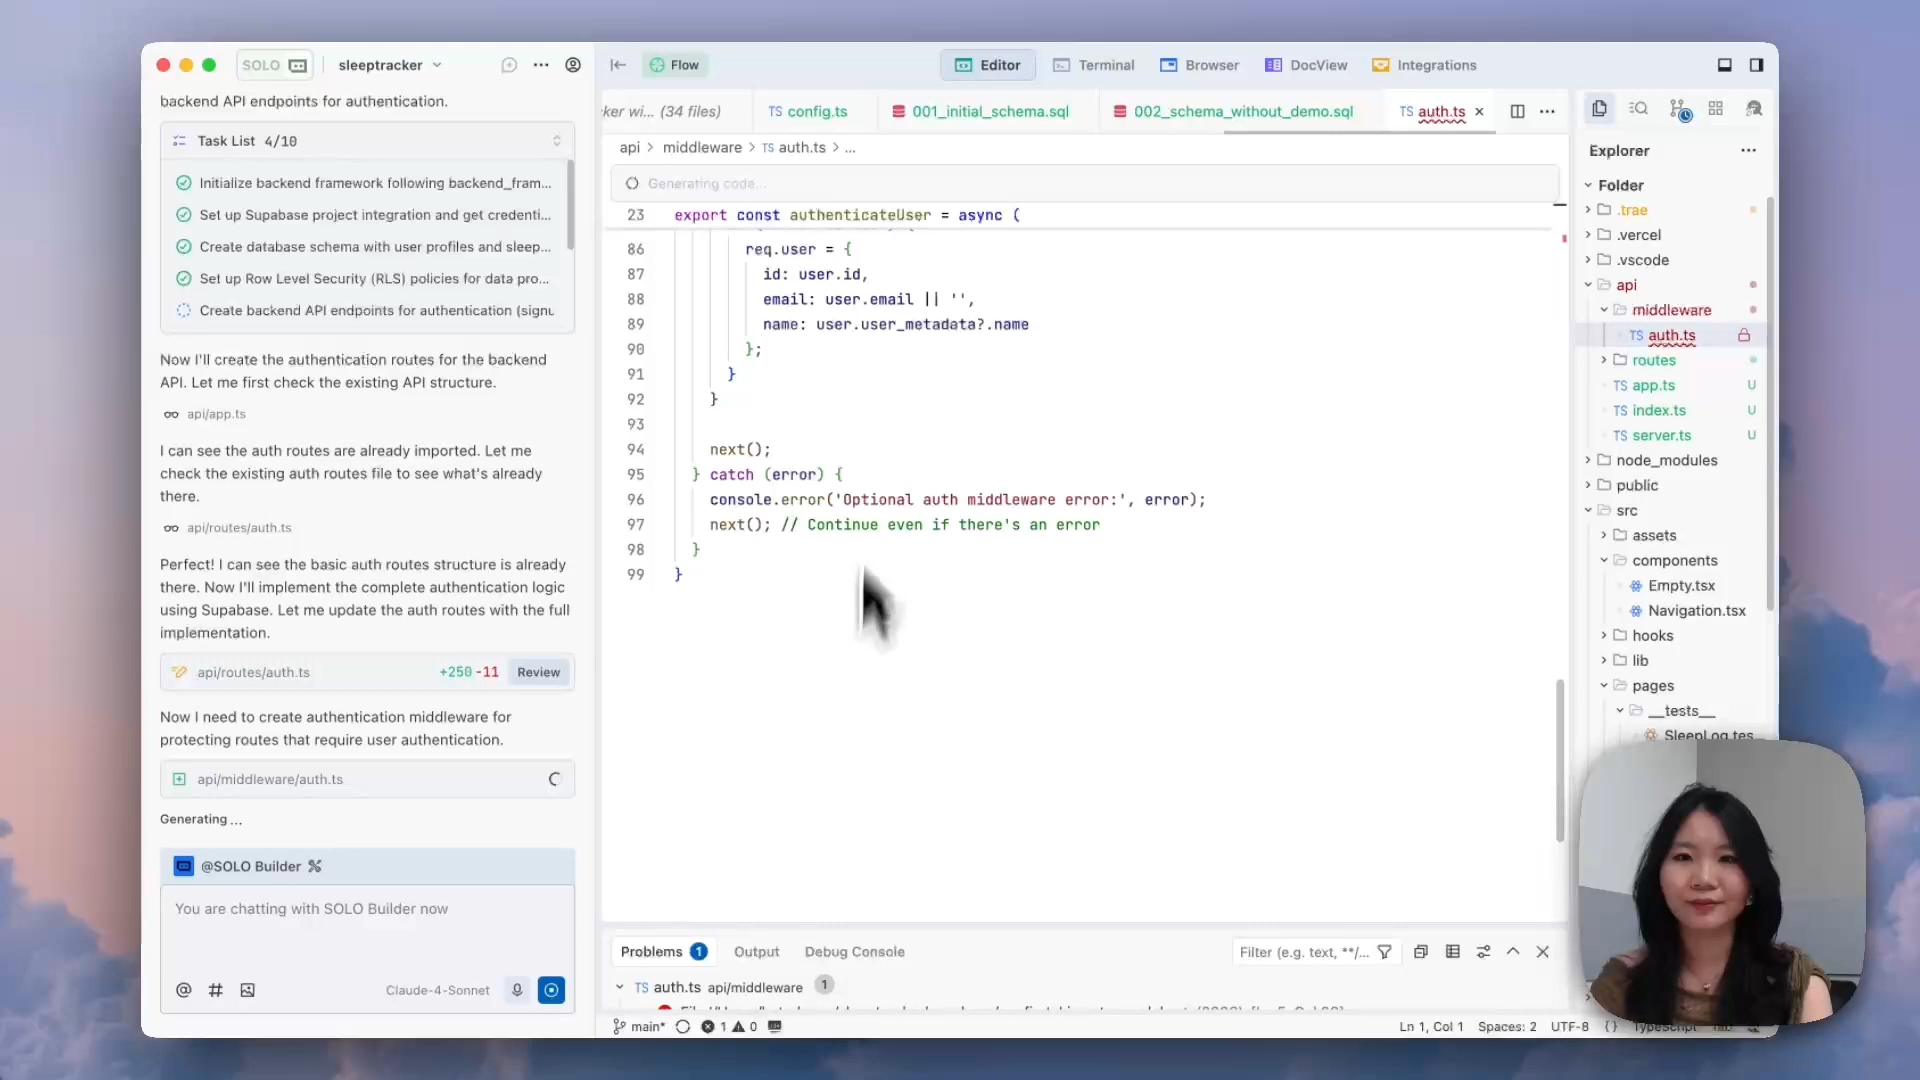 SOLO
sleeptracker
Flow
Editor
Terminal
Browser
DocView
Integrations
backend API endpoints for authentication.
Task List 4/10
Initialize backend framework following backend_fram...
Set up Supabase project integration and get credenti...
Create database schema with user profiles and sleep...
Set up Row Level Security (RLS) policies for data pro...
Create backend API endpoints for authentication (signu
Now I'll create the authentication routes for the backend
API. Let me first check the existing API structure.
api/app.ts
I can see the auth routes are already imported. Let me
check the existing auth routes file to see what's already
there.
api/routes/auth.ts
Perfect! I can see the basic auth routes structure is already
there. Now I'll implement the complete authentication logic
using Supabase. Let me update the auth routes with the full
implementation.
api/routes/auth.ts +250 -11 Review
Now I need to create authentication middleware for
protecting routes that require user authentication.
api/middleware/auth.ts
Generating ...
@SOLO Builder
You are chatting with SOLO Builder now
@ # Claude-4-Sonnet
cker wi... (34 files)
TS config.ts
001_initial_schema.sql
002_schema_without_demo.sql
TS auth.ts
api > middleware > TS auth.ts > ...
Generating code...
23 export const authenticateUser = async (
86 req.user = {
87 id: user.id,
88 email: user.email || '',
89 name: user.user_metadata?.name
90 };
91 }
92 }
93
94 next();
95 } catch (error) {
96 console.error('Optional auth middleware error:', error);
97 next(); // Continue even if there's an error
98 }
99 }
Problems 1
Output
Debug Console
Filter (e.g. text, **/...
TS auth.ts api/middleware 1
main* 1 0
Ln 1, Col 1
Spaces: 2
UTF-8
{}
TypeScript
Explorer
Folder
.trae
.vercel
.vscode
api
middleware
TS auth.ts
routes
TS app.ts U
TS index.ts U
TS server.ts U
node_modules
public
src
assets
components
Empty.tsx
Navigation.tsx
hooks
lib
pages
__tests__
SleepLog.tes